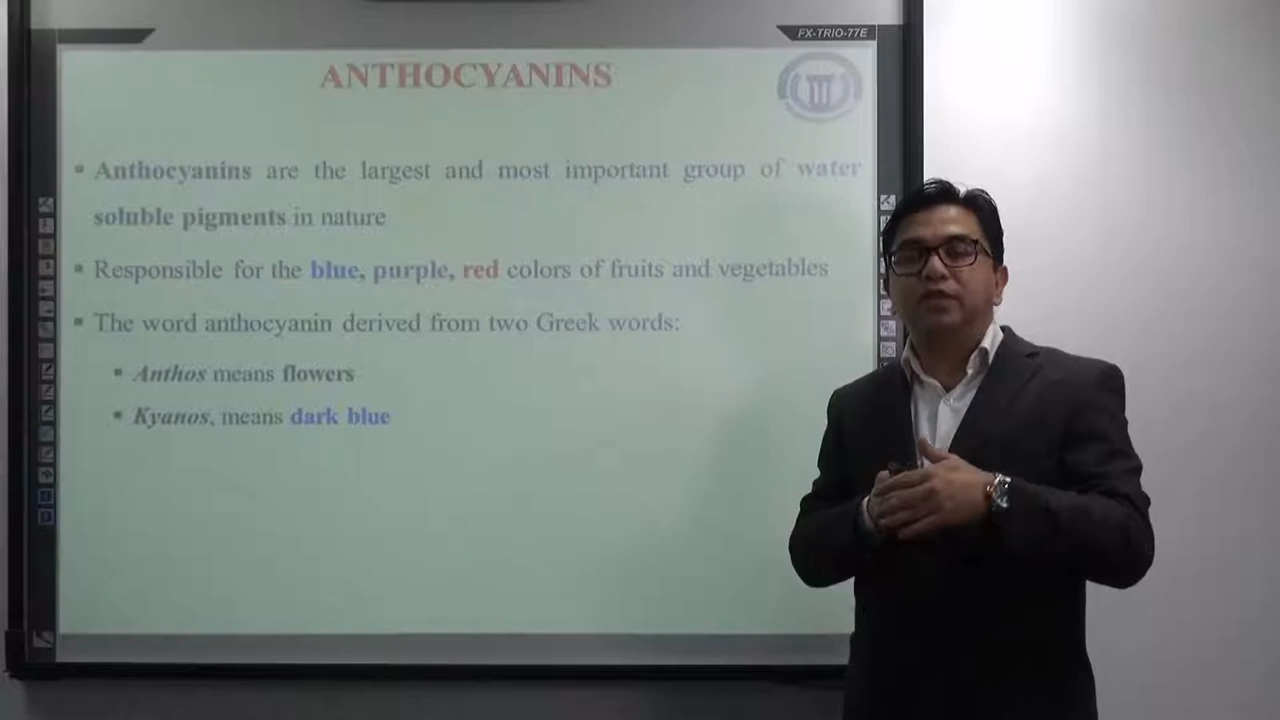 FX-TRIO-77E
ANTHOCYANINS
▪ Anthocyanins are the largest and most important group of water
soluble pigments in nature
▪ Responsible for the blue, purple, red colors of fruits and vegetables
▪ The word anthocyanin derived from two Greek words:
▪ Anthos means flowers
▪ Kyanos, means dark blue